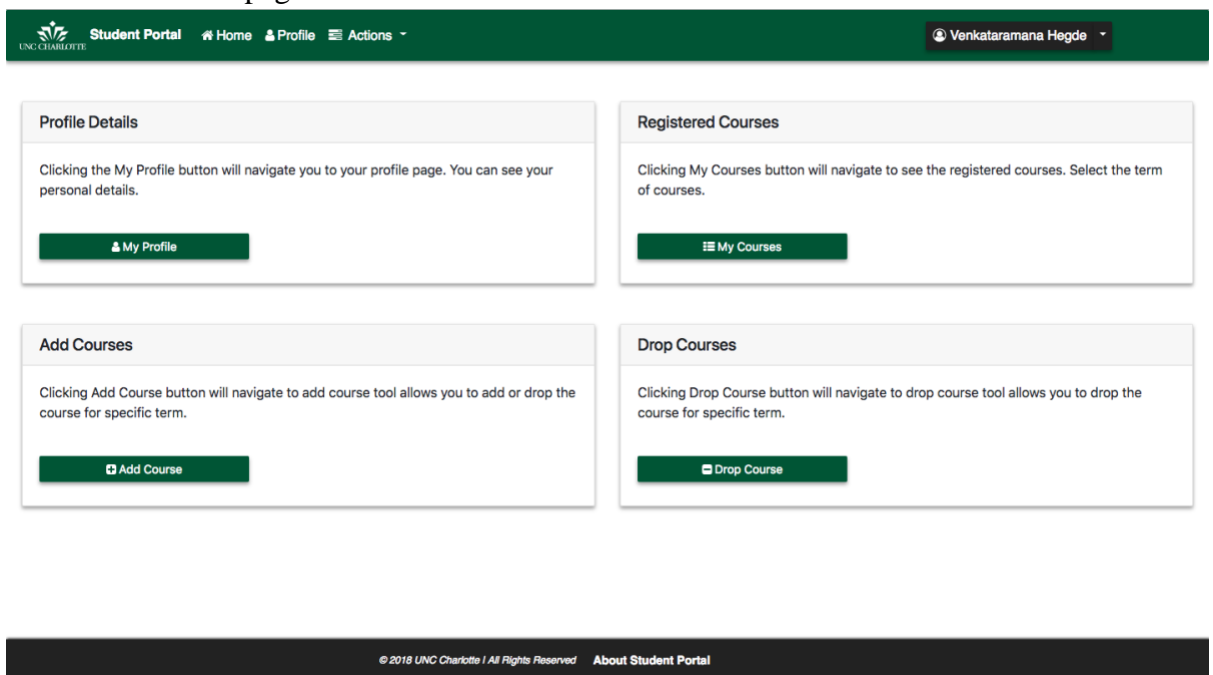 UNC CHARLOTTE Student Portal Home Profile Actions Venkataramana Hegde
Profile Details
Clicking the My Profile button will navigate you to your profile page. You can see your
personal details.
My Profile
Registered Courses
Clicking My Courses button will navigate to see the registered courses. Select the term
of courses.
My Courses
Add Courses
Clicking Add Course button will navigate to add course tool allows you to add or drop the
course for specific term.
Add Course
Drop Courses
Clicking Drop Course button will navigate to drop course tool allows you to drop the
course for specific term.
Drop Course
© 2018 UNC Charlotte | All Rights Reserved About Student Portal